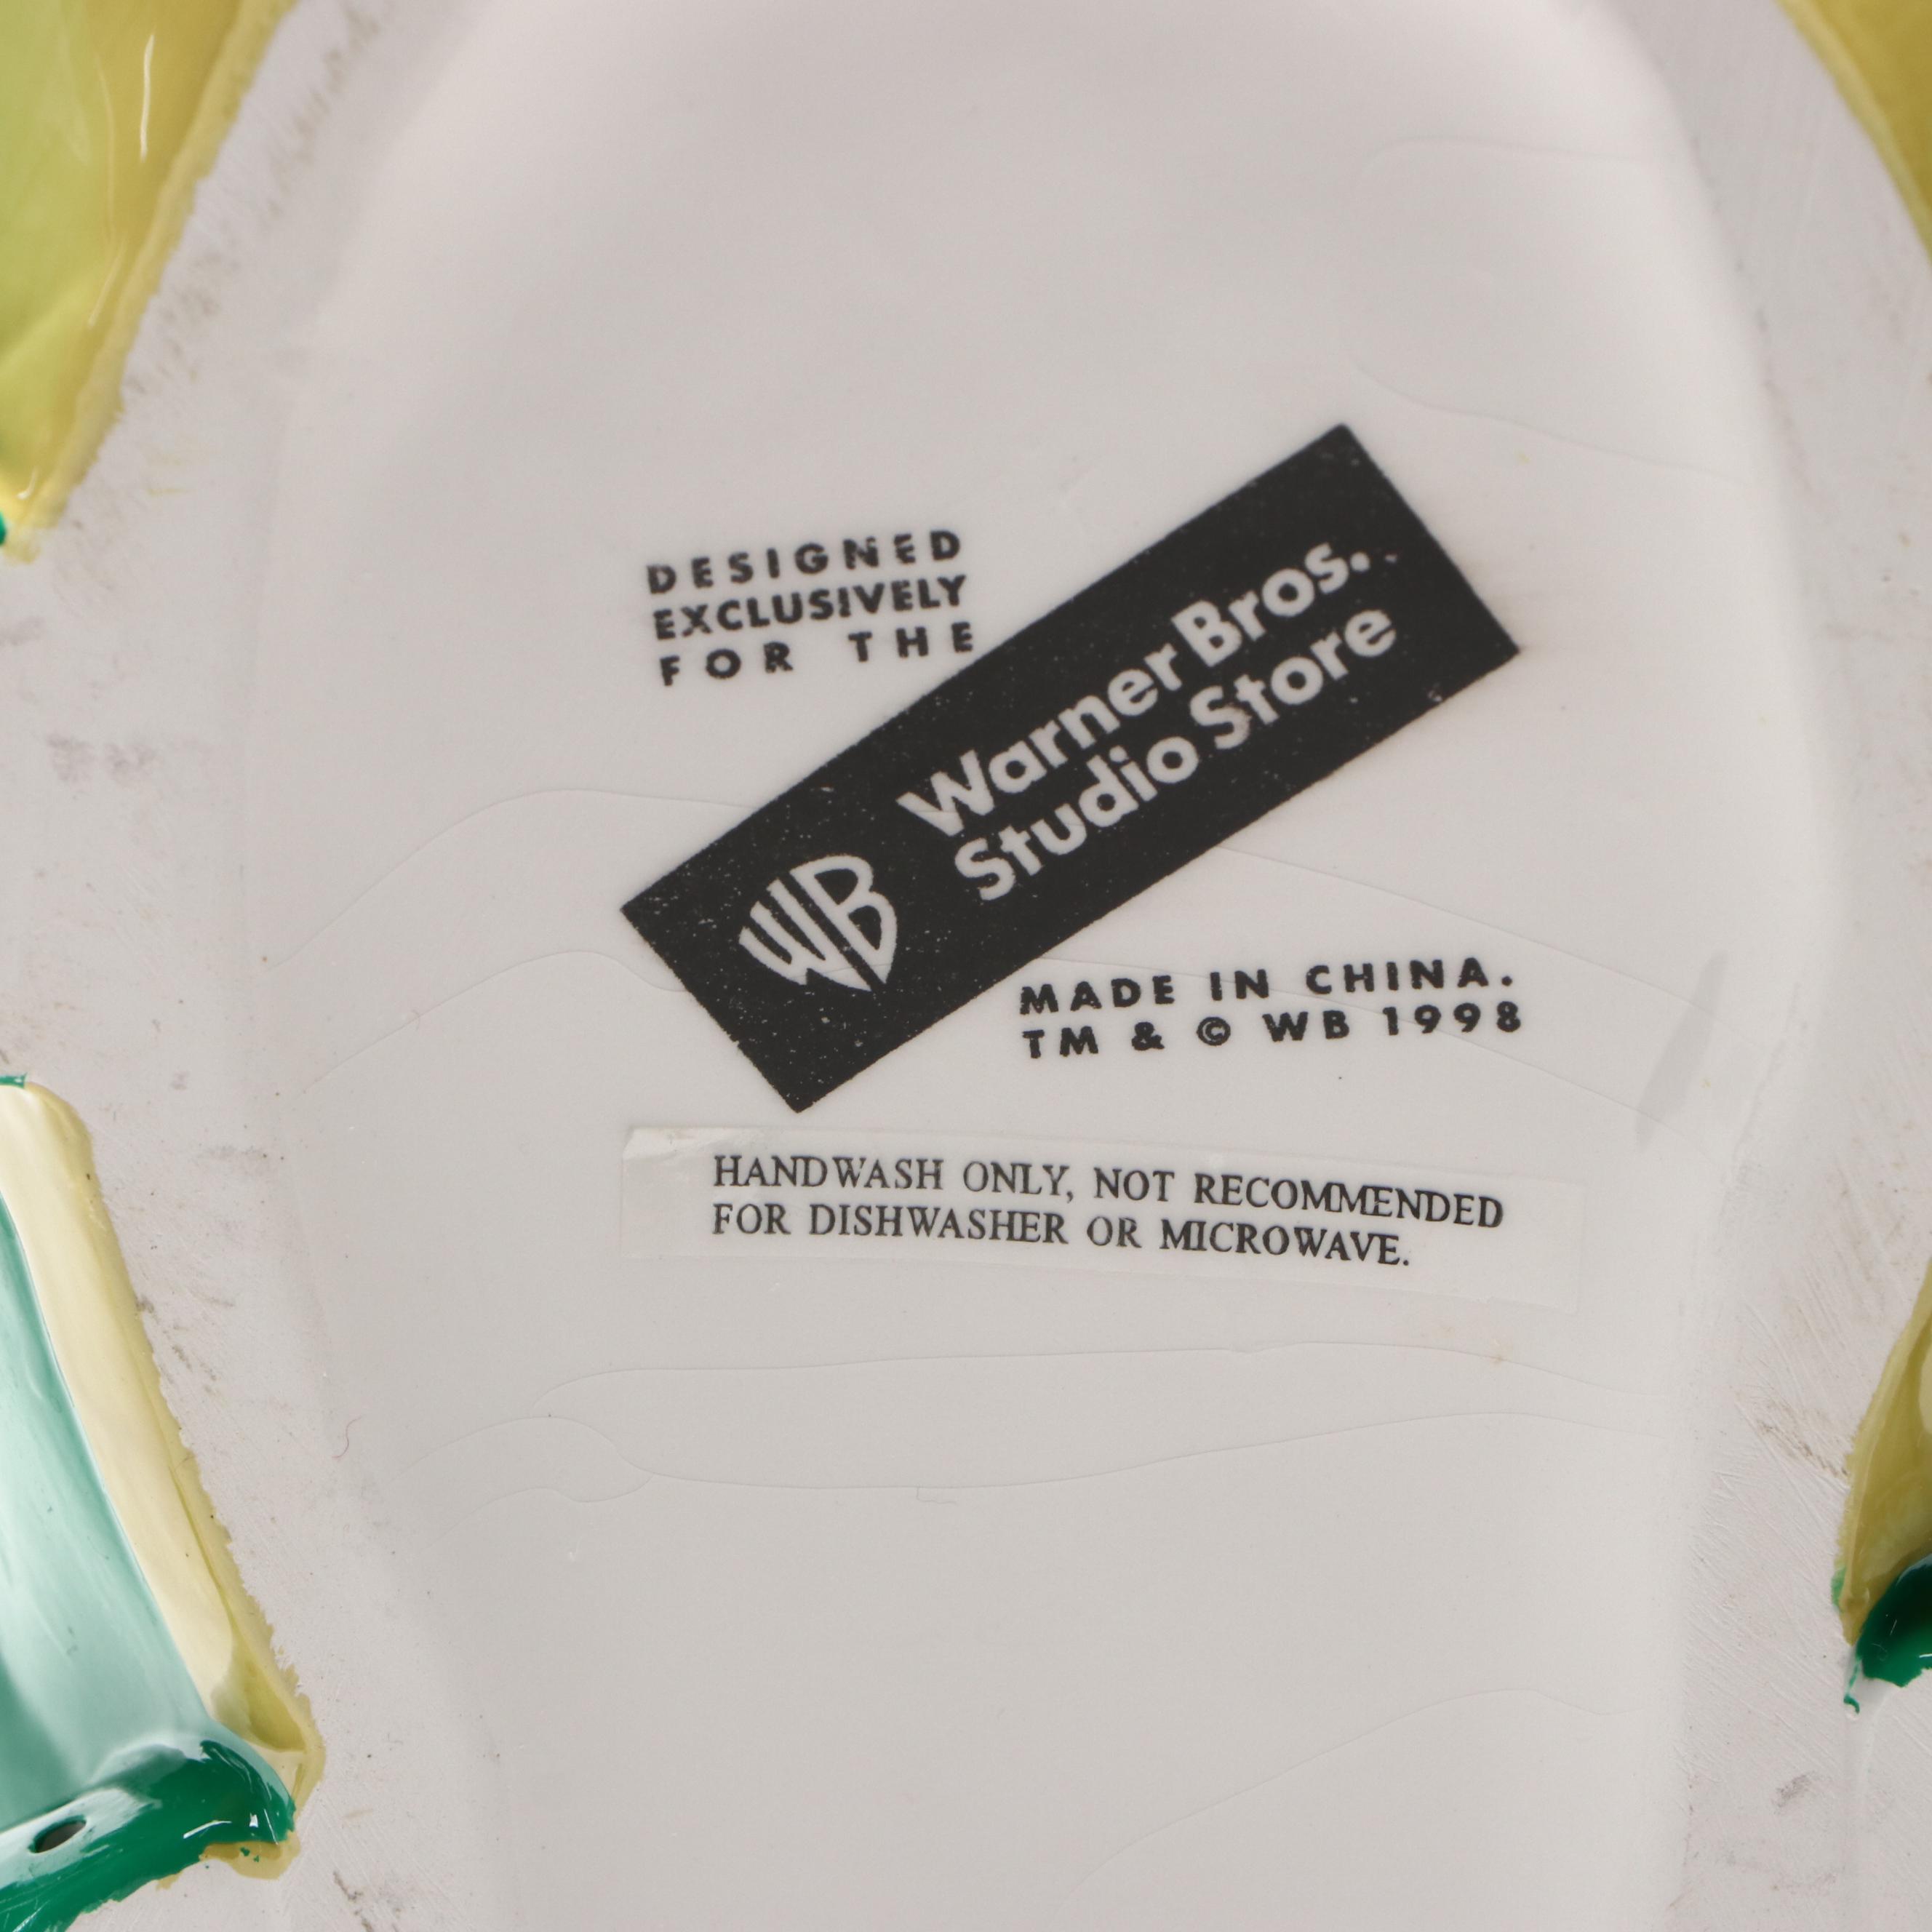 DESIGNED
EXCLUSIVELY
FOR THE
Warner Bros.
Studio Store
WB
MADE IN CHINA.
TM & © WB 1998
HANDWASH ONLY, NOT RECOMMENDED
FOR DISHWASHER OR MICROWAVE.